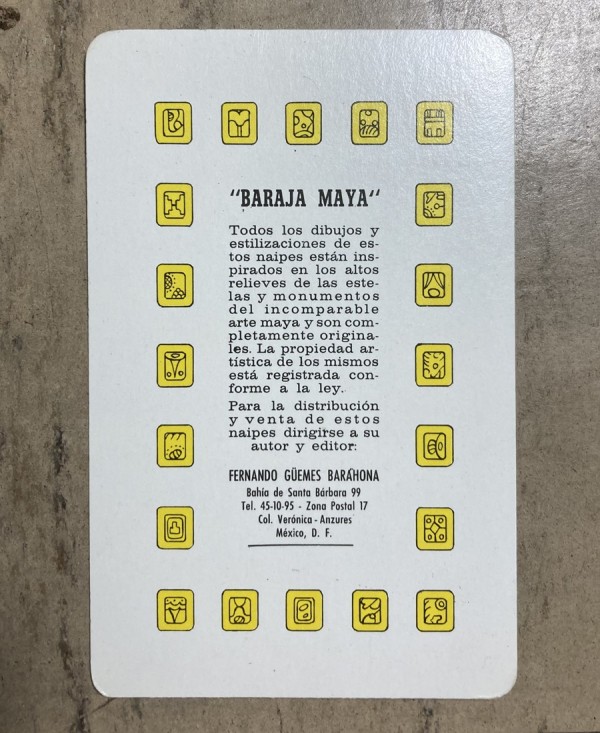 "BARAJA MAYA"
Todos los dibujos y
estilizaciones de es-
tos naipes están ins-
pirados en los altos
relieves de las este-
las y monumentos
del incomparable
arte maya y son com-
pletamente origina-
les. La propiedad ar-
tística de los mismos
está registrada con-
forme a la ley.
Para la distribución
y venta de estos
naipes dirigirse a su
autor y editor:
FERNANDO GÜEMES BARAHONA
Bahía de Santa Bárbara 99
Tel. 45-10-95 - Zona Postal 17
Col. Verónica - Anzures
México, D. F.